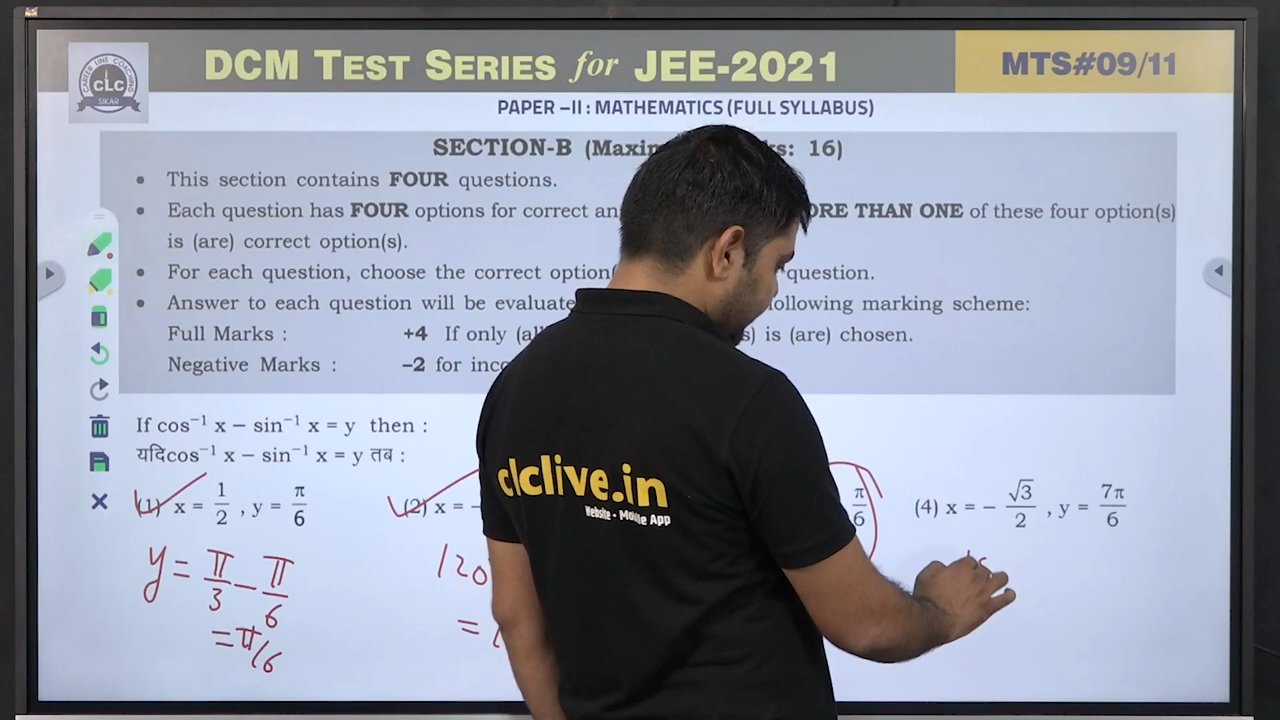 DCM TEST SERIES for JEE-2021
MTS#09/11
CAREER LINE COACHING
CLC
SIKAR
PAPER –II : MATHEMATICS (FULL SYLLABUS)
SECTION-B (Maxim ks: 16)
• This section contains FOUR questions.
• Each question has FOUR options for correct an ORE THAN ONE of these four option(s)
is (are) correct option(s).
• For each question, choose the correct option( question.
• Answer to each question will be evaluate ollowing marking scheme:
Full Marks : +4 If only (al s) is (are) chosen.
Negative Marks : –2 for inco
If cos⁻¹ x – sin⁻¹ x = y then :
यदि cos⁻¹ x – sin⁻¹ x = y तब :
(1) x = 1/2 , y = π/6 (2) x = – π/6 (4) x = – √3/2 , y = 7π/6
y = π/3 – π/6
= π/6
120
=
clclive.in
Website - Mobile App